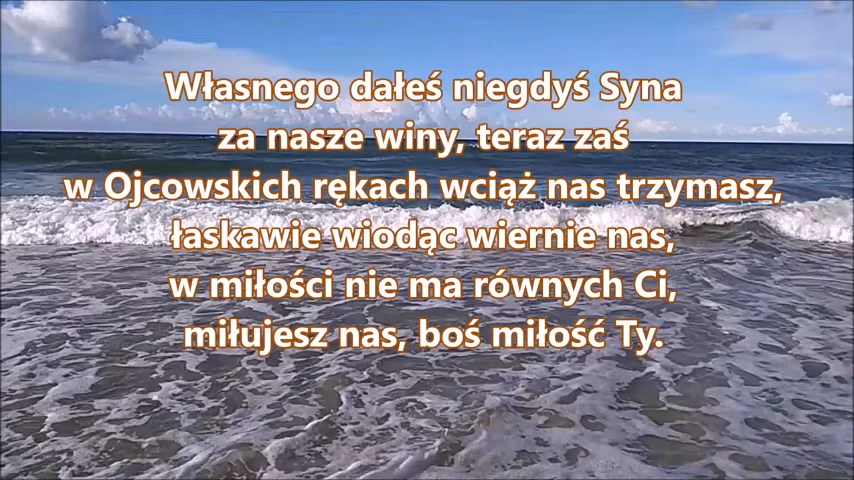 Własnego dałeś niegdyś Syna
za nasze winy, teraz zaś
w Ojcowskich rękach wciąż nas trzymasz,
łaskawie wiodąc wiernie nas,
w miłości nie ma równych Ci,
miłujesz nas, boś miłość Ty.